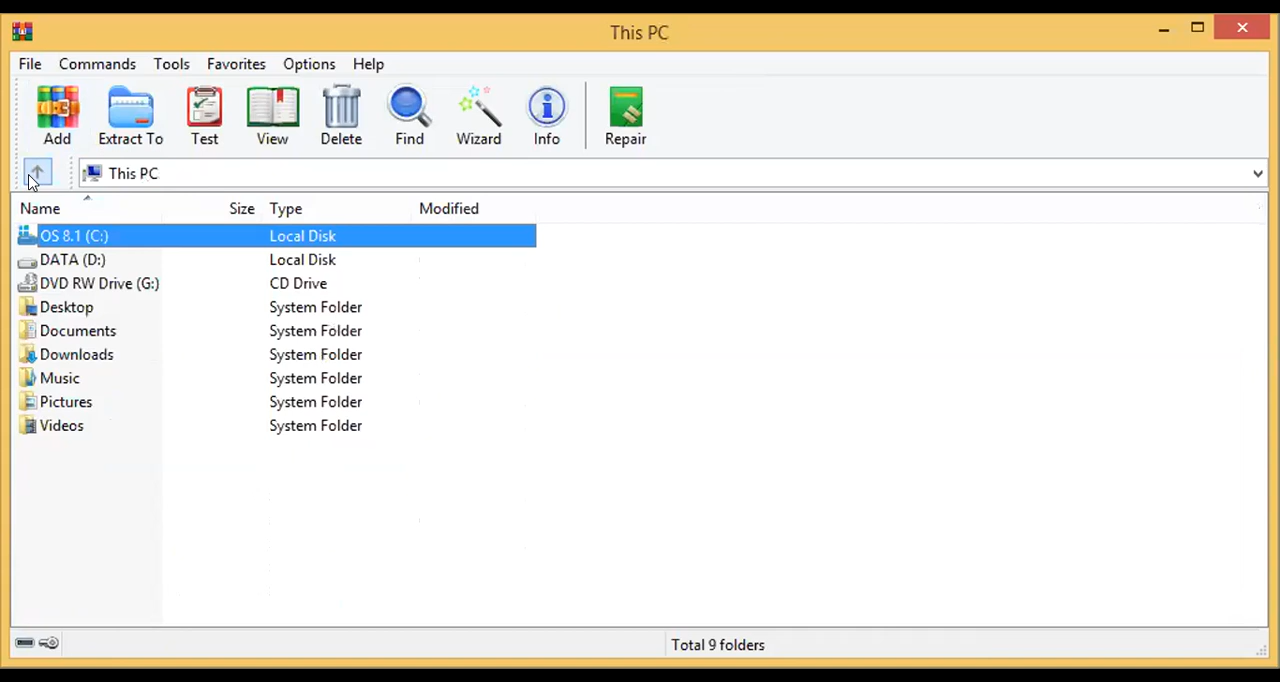 This PC
File Commands Tools Favorites Options Help
Add Extract To Test View Delete Find Wizard Info Repair
This PC
Name Size Type Modified
OS 8.1 (C:) Local Disk
DATA (D:) Local Disk
DVD RW Drive (G:) CD Drive
Desktop System Folder
Documents System Folder
Downloads System Folder
Music System Folder
Pictures System Folder
Videos System Folder
Total 9 folders